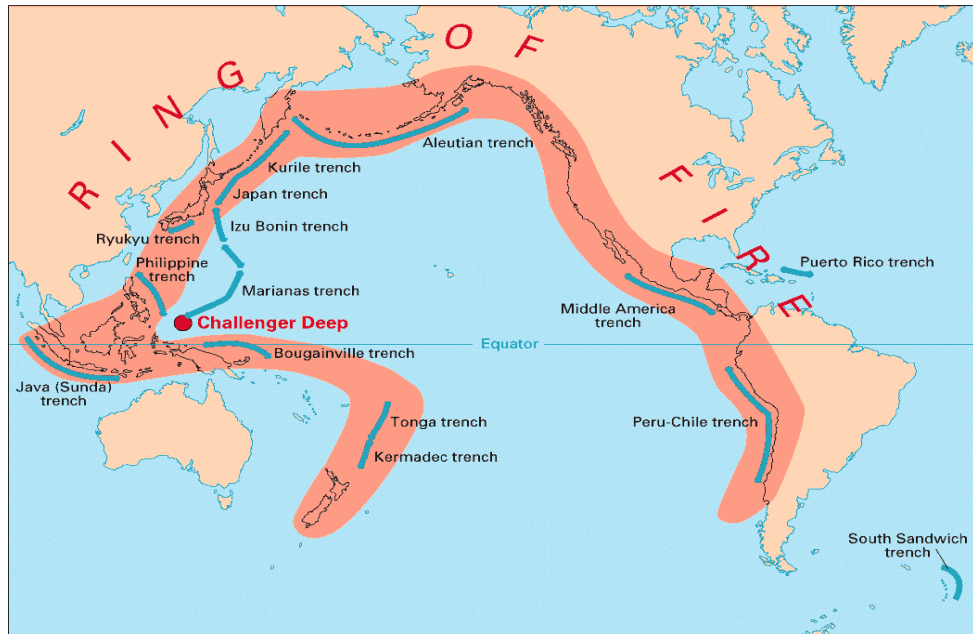 RING OF FIRE
Aleutian trench
Kurile trench
Japan trench
Izu Bonin trench
Ryukyu trench
Philippine
trench
Marianas trench
Challenger Deep
Bougainville trench
Equator
Java (Sunda)
trench
Tonga trench
Kermadec trench
Puerto Rico trench
Middle America
trench
Peru-Chile trench
South Sandwich
trench